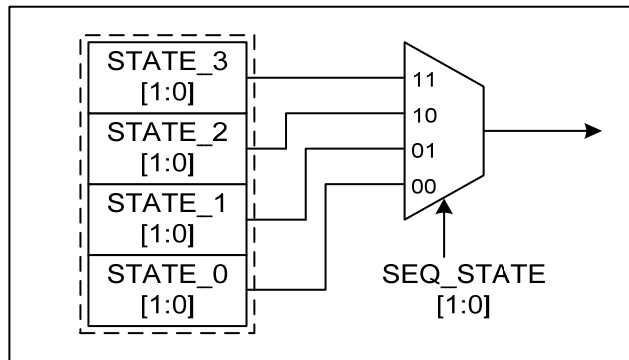 STATE_3
[1:0]
STATE_2
[1:0]
STATE_1
[1:0]
STATE_0
[1:0]
11
10
01
00
SEQ_STATE
[1:0]